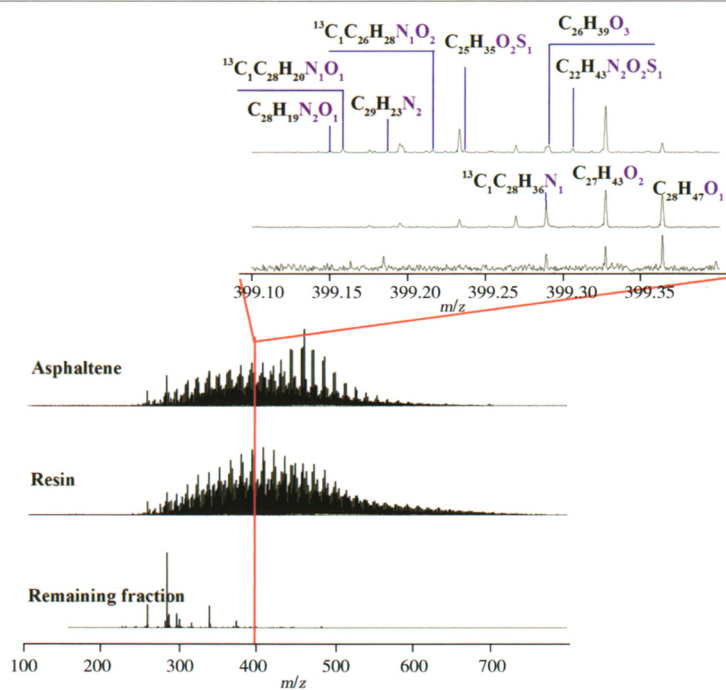 ¹³C₁C₂₆H₂₈N₁O₂
C₂₆H₃₉O₃
C₂₅H₃₅O₂S₁
¹³C₁C₂₈H₂₀N₁O₁
C₂₂H₄₃N₂O₂S₁
C₂₈H₁₉N₂O₁
C₂₉H₂₃N₂
¹³C₁C₂₈H₃₆N₁
C₂₇H₄₃O₂
C₂₈H₄₇O₁
399.10 399.15 399.20 399.25 399.30 399.35
m/z
Asphaltene
Resin
Remaining fraction
100 200 300 400 500 600 700
m/z